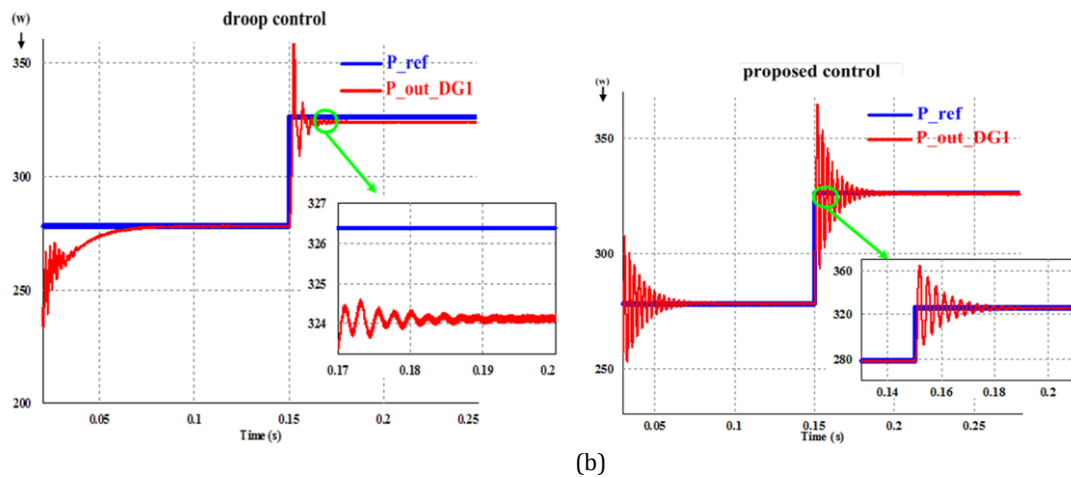 droop control
(w)
P_ref
P_out_DG1
350
300
250
200
0.05
0.1
0.15
0.2
0.25
Time (s)
327
326
325
324
0.17
0.18
0.19
0.2
proposed control
(w)
P_ref
P_out_DG1
350
300
250
0.05
0.1
0.15
0.2
0.25
Time (s)
360
320
280
0.14
0.16
0.18
0.2
(b)